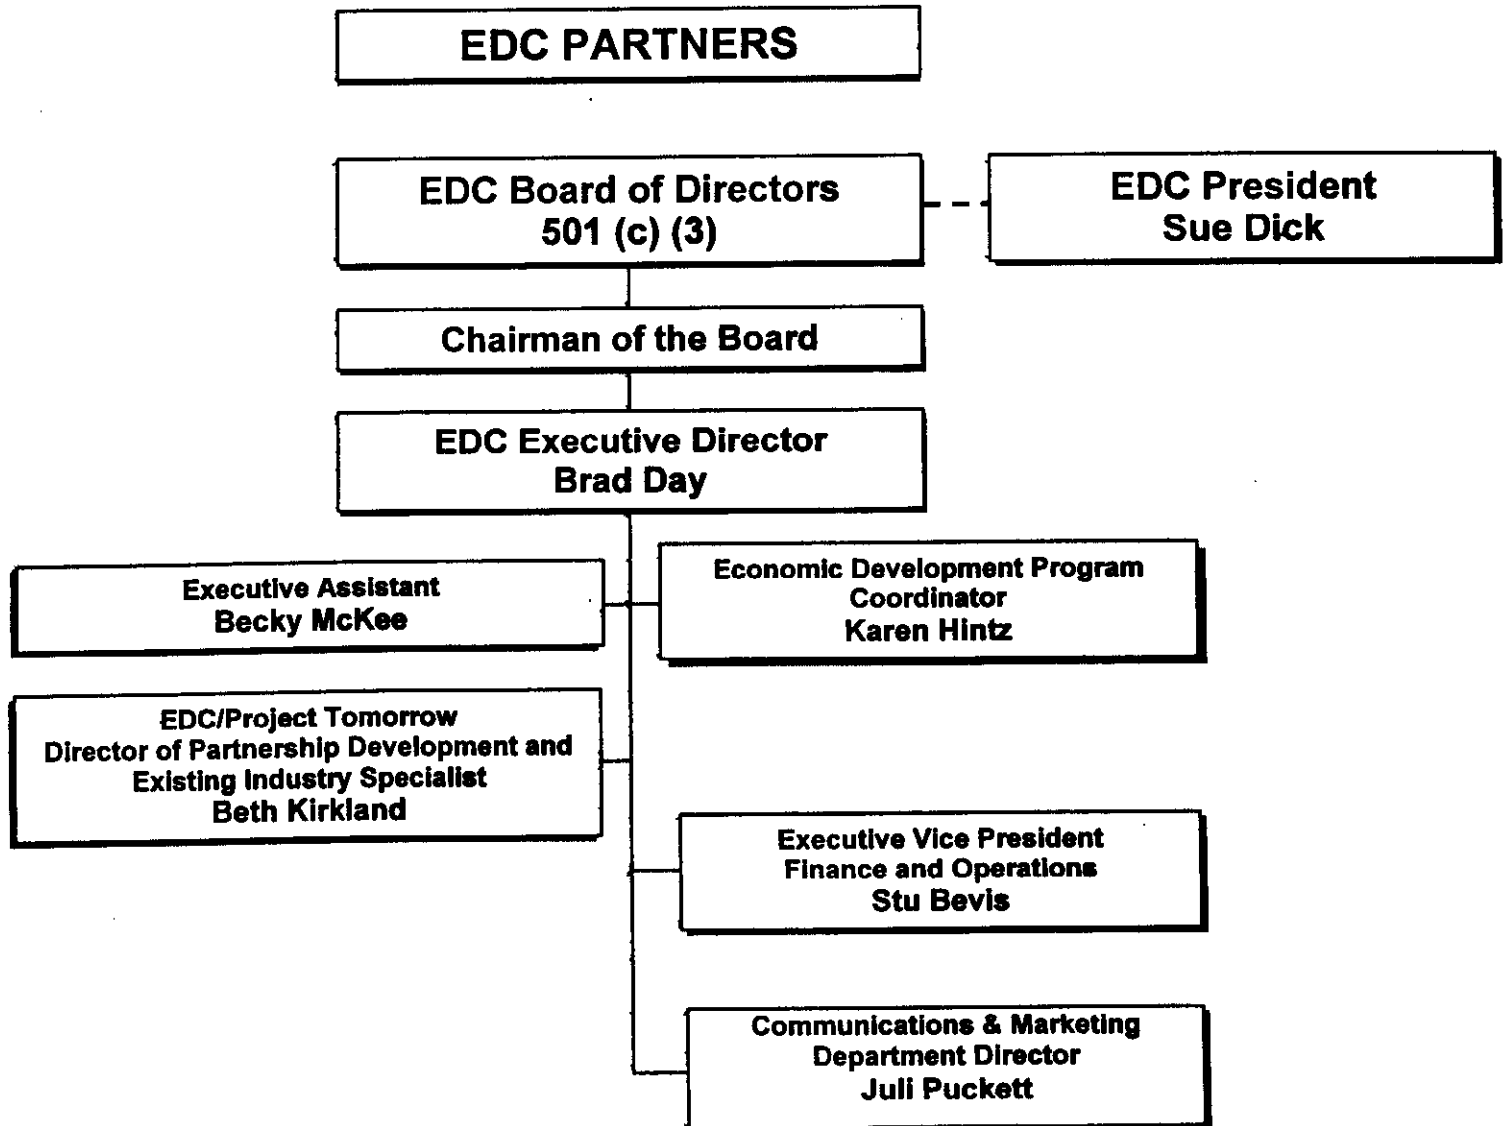 EDC PARTNERS
EDC Board of Directors
501 (c) (3)
EDC President
Sue Dick
Chairman of the Board
EDC Executive Director
Brad Day
Executive Assistant
Becky McKee
Economic Development Program
Coordinator
Karen Hintz
EDC/Project Tomorrow
Director of Partnership Development and
Existing Industry Specialist
Beth Kirkland
Executive Vice President
Finance and Operations
Stu Bevis
Communications & Marketing
Department Director
Juli Puckett